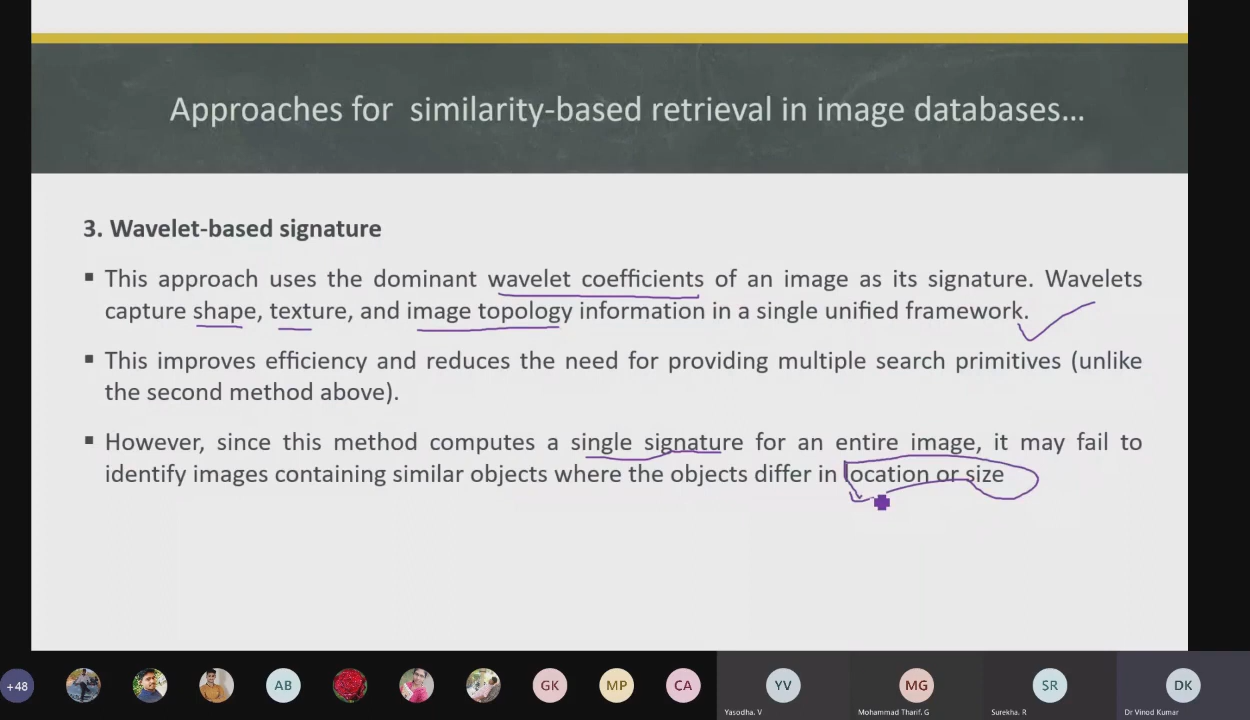 Approaches for similarity-based retrieval in image databases...
3. Wavelet-based signature
▪ This approach uses the dominant wavelet coefficients of an image as its signature. Wavelets
capture shape, texture, and image topology information in a single unified framework.
▪ This improves efficiency and reduces the need for providing multiple search primitives (unlike
the second method above).
▪ However, since this method computes a single signature for an entire image, it may fail to
identify images containing similar objects where the objects differ in location or size
+48
AB
GK
MP
CA
YV
MG
SR
DK
Yasodha. V
Mohammad Tharif. G
Surekha. R
Dr Vinod Kumar